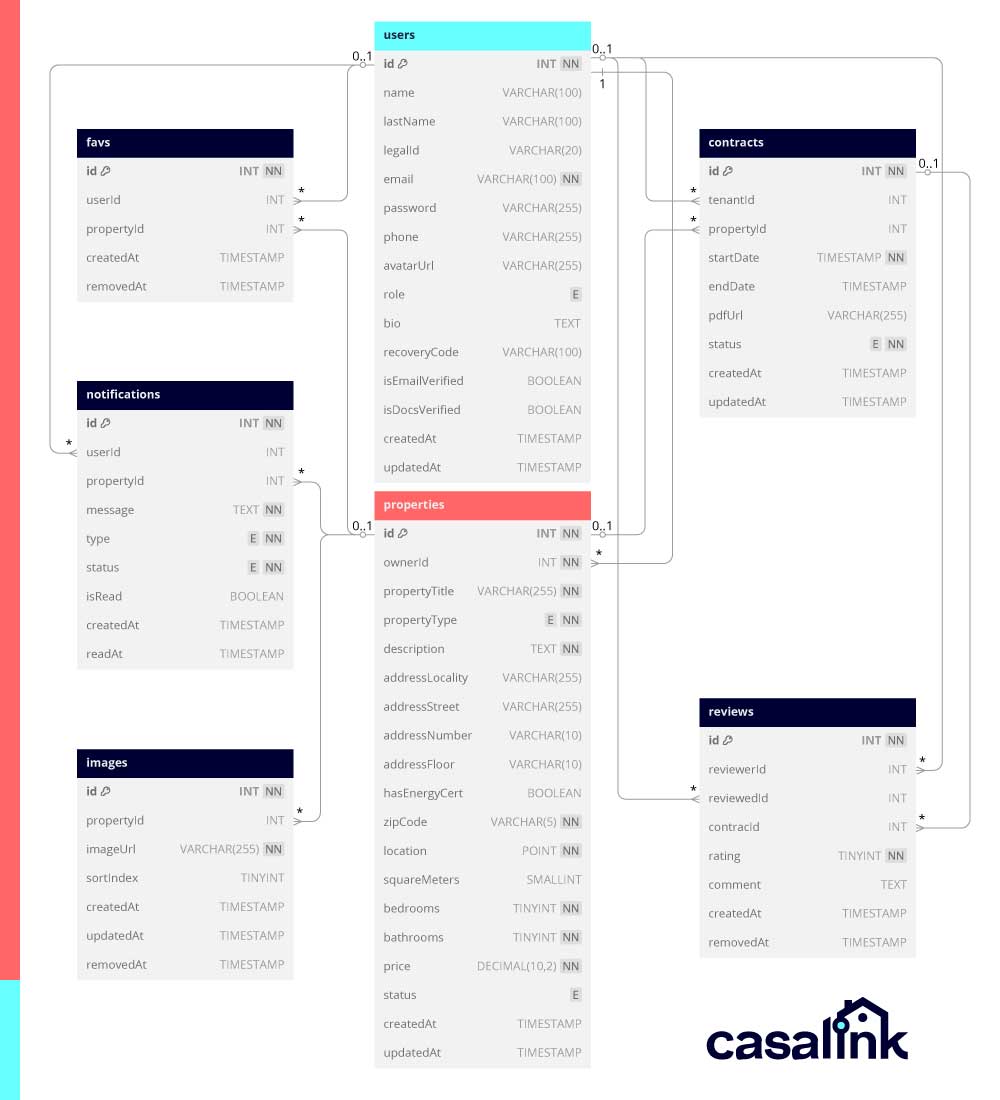 users
id INT NN
name VARCHAR(100)
lastName VARCHAR(100)
legalId VARCHAR(20)
email VARCHAR(100) NN
password VARCHAR(255)
phone VARCHAR(255)
avatarUrl VARCHAR(255)
role E
bio TEXT
recoveryCode VARCHAR(100)
isEmailVerified BOOLEAN
isDocsVerified BOOLEAN
createdAt TIMESTAMP
updatedAt TIMESTAMP
0..1
0..1
1
favs
id INT NN
userId INT
*
propertyId INT
*
createdAt TIMESTAMP
removedAt TIMESTAMP
contracts
id INT NN
0..1
*
tenantId INT
*
propertyId INT
startDate TIMESTAMP NN
endDate TIMESTAMP
pdfUrl VARCHAR(255)
status E NN
createdAt TIMESTAMP
updatedAt TIMESTAMP
notifications
id INT NN
*
userId INT
propertyId INT
*
message TEXT NN
type E NN
status E NN
isRead BOOLEAN
createdAt TIMESTAMP
readAt TIMESTAMP
properties
0..1
id INT NN
0..1
ownerId INT NN
*
propertyTitle VARCHAR(255) NN
propertyType E NN
description TEXT NN
addressLocality VARCHAR(255)
addressStreet VARCHAR(255)
addressNumber VARCHAR(10)
addressFloor VARCHAR(10)
hasEnergyCert BOOLEAN
zipCode VARCHAR(5) NN
location POINT NN
squareMeters SMALLINT
bedrooms TINYINT NN
bathrooms TINYINT NN
price DECIMAL(10,2) NN
status E
createdAt TIMESTAMP
updatedAt TIMESTAMP
images
id INT NN
propertyId INT
*
imageUrl VARCHAR(255) NN
sortIndex TINYINT
createdAt TIMESTAMP
updatedAt TIMESTAMP
removedAt TIMESTAMP
reviews
id INT NN
reviewerId INT
*
*
reviewedId INT
contracId INT
*
rating TINYINT NN
comment TEXT
createdAt TIMESTAMP
removedAt TIMESTAMP
casalink